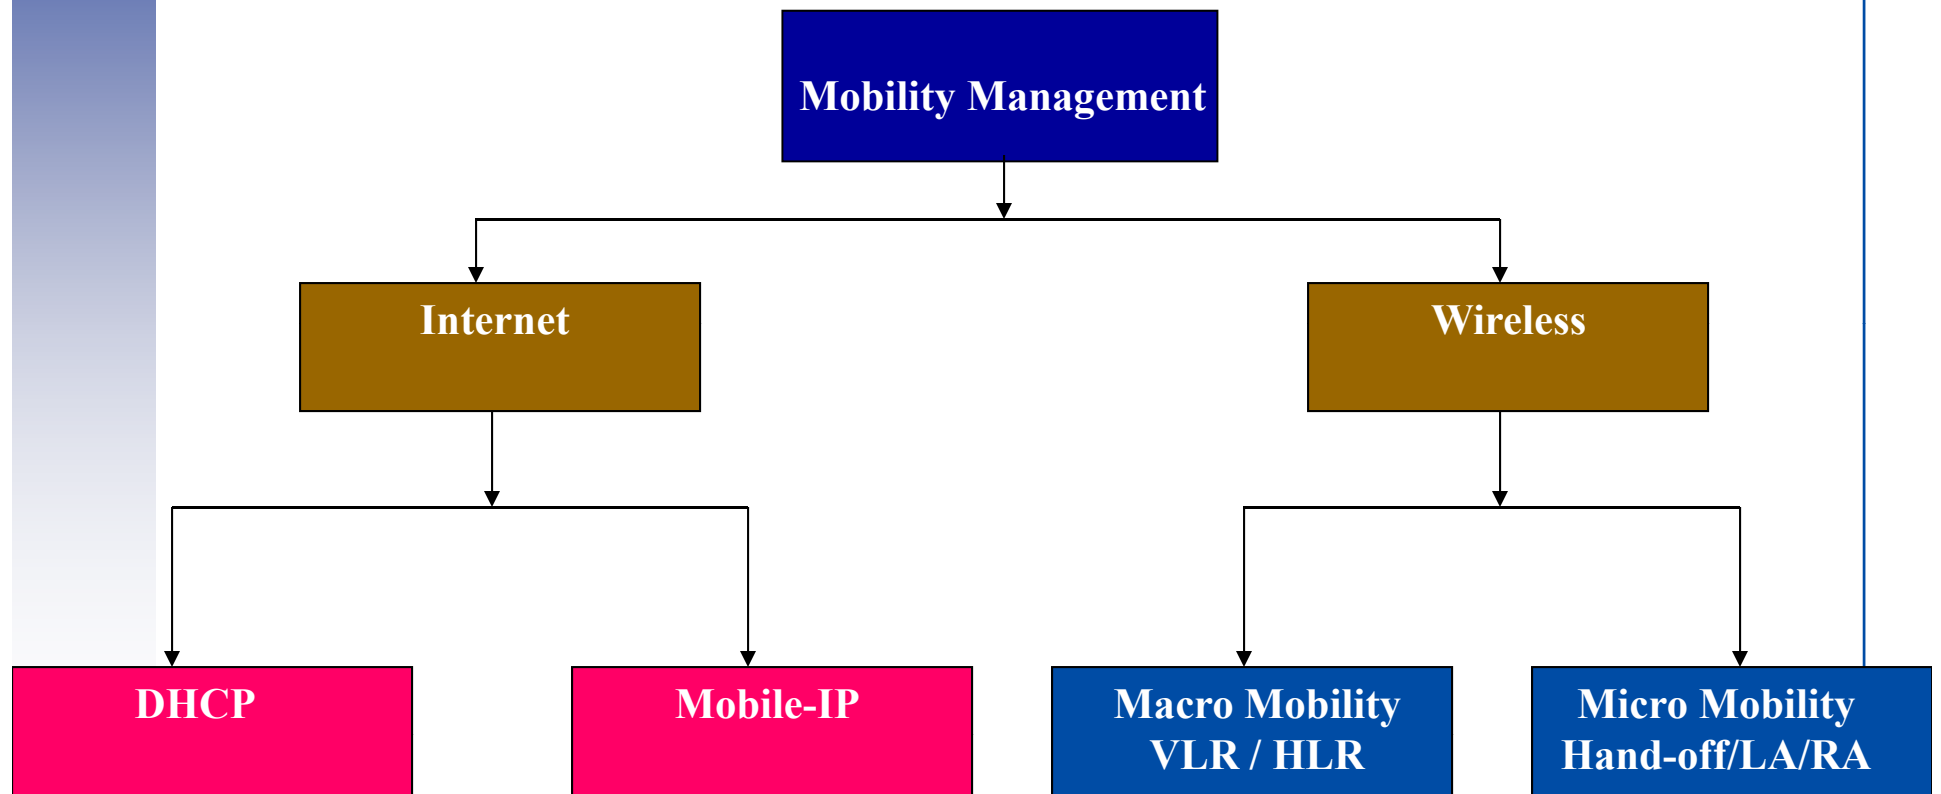 Mobility Management
Internet
Wireless
DHCP
Mobile-IP
Macro Mobility
VLR / HLR
Micro Mobility
Hand-off/LA/RA